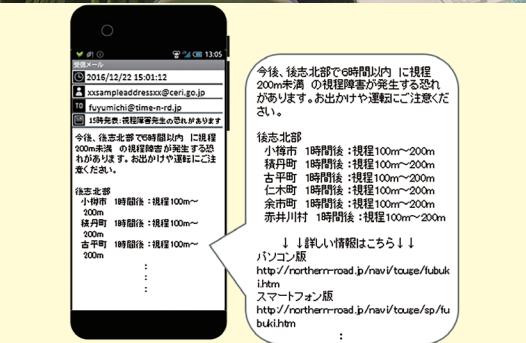 13:05
受信メール
2016/12/22 15:01:12
xxsampleaddressxx@ceri.go.jp
TO fuyumichi@time-n-rd.jp
15時発表:視程障害発生の恐れがあります
今後、後志北部で6時間以内 に視程
200m未満 の視程障害が発生する恐
れがあります。お出かけや運転にご注
意ください。
後志北部
小樽市 1時間後:視程100m～
200m
積丹町 1時間後:視程100m～
200m
古平町 1時間後:視程100m～
200m
:
:
:
今後、後志北部で6時間以内 に視程
200m未満 の視程障害が発生する恐れ
があります。お出かけや運転にご注意くだ
さい。
後志北部
小樽市 1時間後:視程100m～200m
積丹町 1時間後:視程100m～200m
古平町 1時間後:視程100m～200m
仁木町 1時間後:視程100m～200m
余市町 1時間後:視程100m～200m
赤井川村 1時間後:視程100m～200m
↓ ↓詳しい情報はこちら↓ ↓
パソコン版
http://northern-road.jp/navi/touge/fubuk
i.htm
スマートフォン版
http://northern-road.jp/navi/touge/sp/fu
buki.htm
: